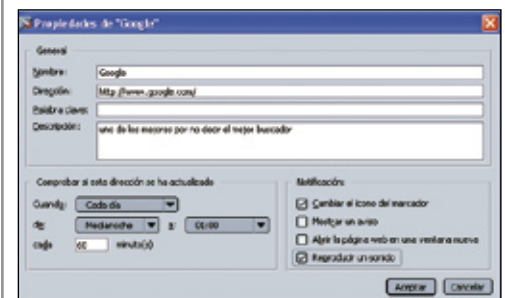 Propiedades de "Google"
General
Nombre: Google
Dirección: http://www.google.com/
Palabra clave:
Descripción: uno de los mejores por no decir el mejor buscador
Comprobar si esta dirección se ha actualizado
Cuando: Cada día
de: Medianoche a: 01:00
cada 60 minuto(s)
Notificación:
Cambiar el icono del marcador
Mostrar un aviso
Abrir la página web en una ventana nueva
Reproducir un sonido
Aceptar Cancelar